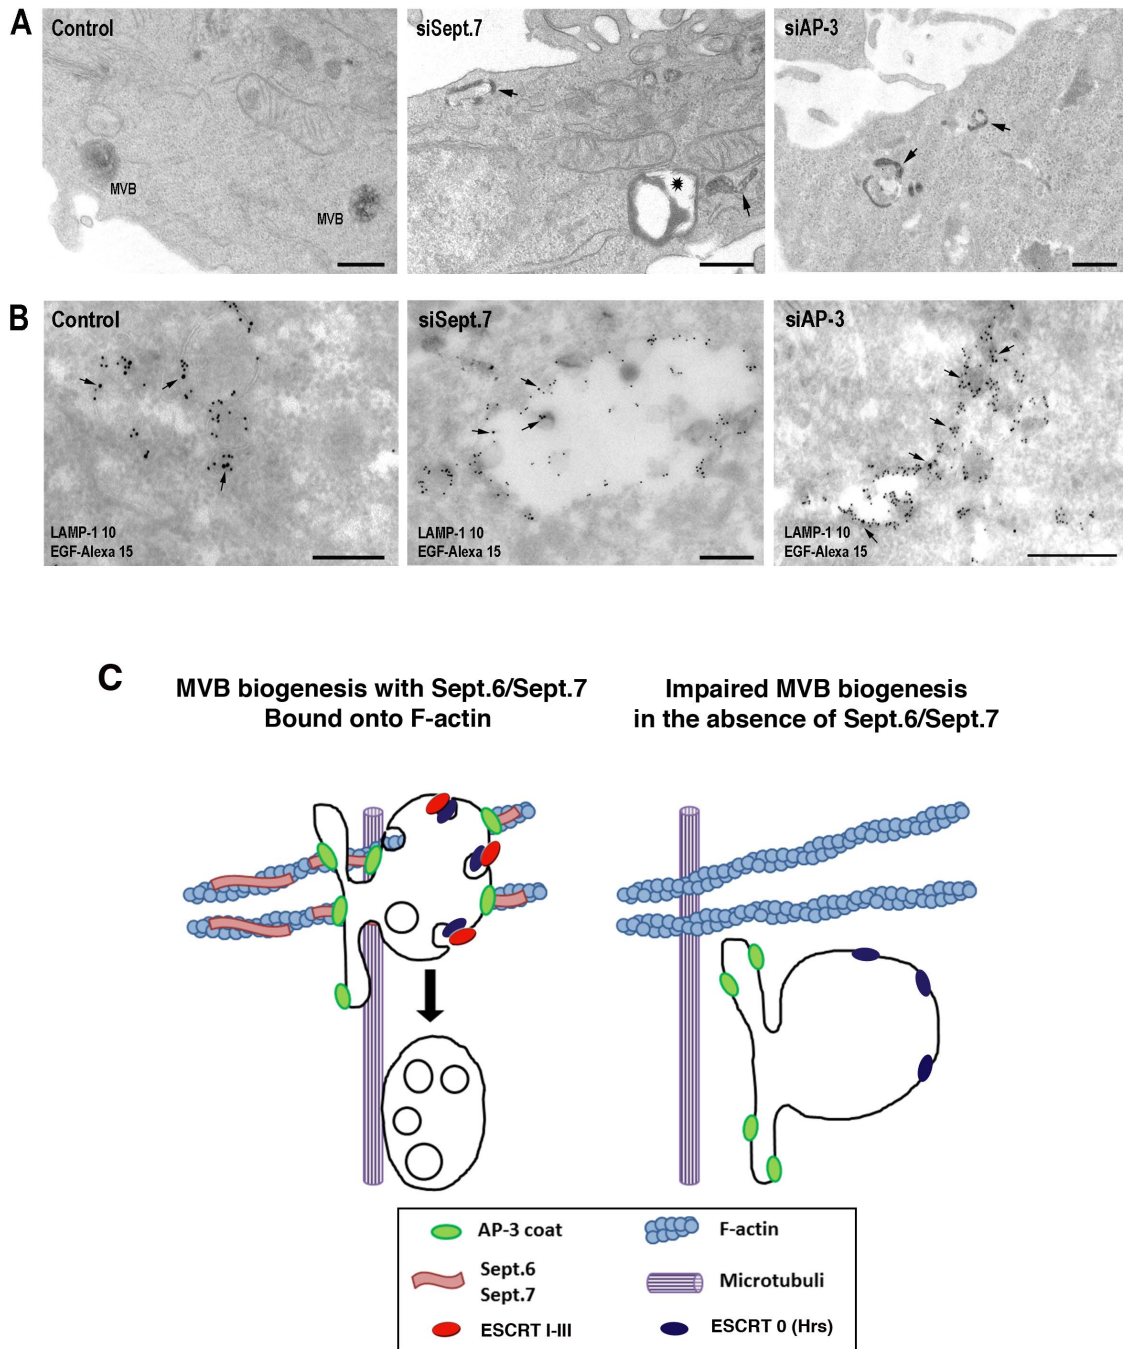 A
Control
MVB
MVB
siSept.7
siAP-3
B
Control
LAMP-1 10
EGF-Alexa 15
siSept.7
LAMP-1 10
EGF-Alexa 15
siAP-3
LAMP-1 10
EGF-Alexa 15
C
MVB biogenesis with Sept.6/Sept.7
Bound onto F-actin
Impaired MVB biogenesis
in the absence of Sept.6/Sept.7
AP-3 coat
F-actin
Sept.6
Sept.7
Microtubuli
ESCRT I-III
ESCRT 0 (Hrs)